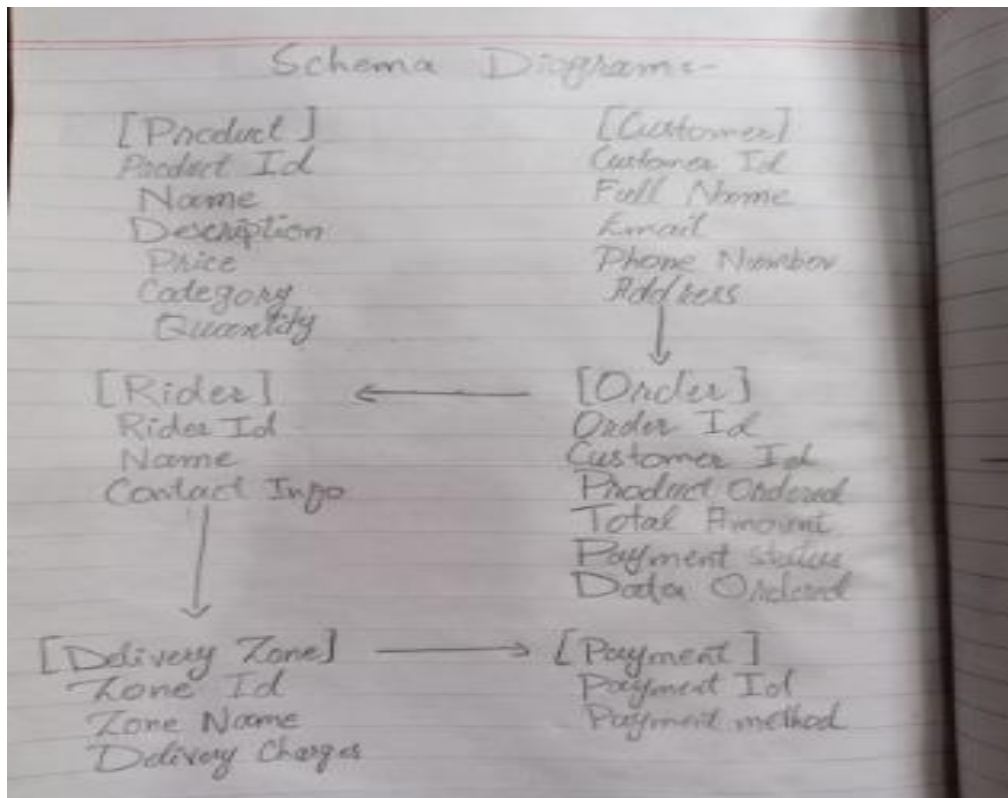 Schema Diagram:-
[Product]
Product Id
Name
Description
Price
Category
Quantity
[Customer]
Customer Id
Full Name
Email
Phone Number
Address
[Rider]
Rider Id
Name
Contact Info
[Order]
Order Id
Customer Id
Product Ordered
Total Amount
Payment status
Data Ordered
[Delivery Zone]
Zone Id
Zone Name
Delivery Charges
[Payment]
Payment Id
Payment method